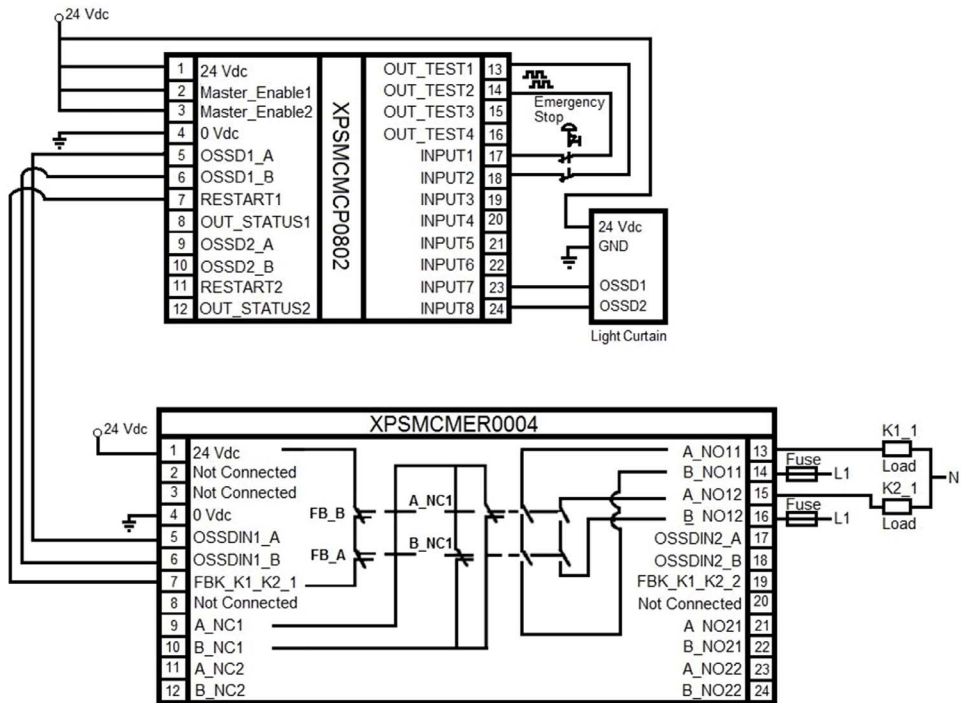 24 Vdc
XPSMCMCP0802
1 24 Vdc
2 Master_Enable1
3 Master_Enable2
4 0 Vdc
5 OSSD1_A
6 OSSD1_B
7 RESTART1
8 OUT_STATUS1
9 OSSD2_A
10 OSSD2_B
11 RESTART2
12 OUT_STATUS2
OUT_TEST1 13
OUT_TEST2 14
OUT_TEST3 15
OUT_TEST4 16
INPUT1 17
INPUT2 18
INPUT3 19
INPUT4 20
INPUT5 21
INPUT6 22
INPUT7 23
INPUT8 24
Emergency
Stop
24 Vdc
GND
OSSD1
OSSD2
Light Curtain
24 Vdc
XPSMCMER0004
1 24 Vdc
2 Not Connected
3 Not Connected
4 0 Vdc
5 OSSDIN1_A
6 OSSDIN1_B
7 FBK_K1_K2_1
8 Not Connected
9 A_NC1
10 B_NC1
11 A_NC2
12 B_NC2
FB_B
FB_A
A_NC1
B_NC1
A_NO11 13
B_NO11 14
A_NO12 15
B_NO12 16
OSSDIN2_A 17
OSSDIN2_B 18
FBK_K1_K2_2 19
Not Connected 20
A_NO21 21
B_NO21 22
A_NO22 23
B_NO22 24
K1_1
Load
Fuse
L1
K2_1
Load
Fuse
L1
N